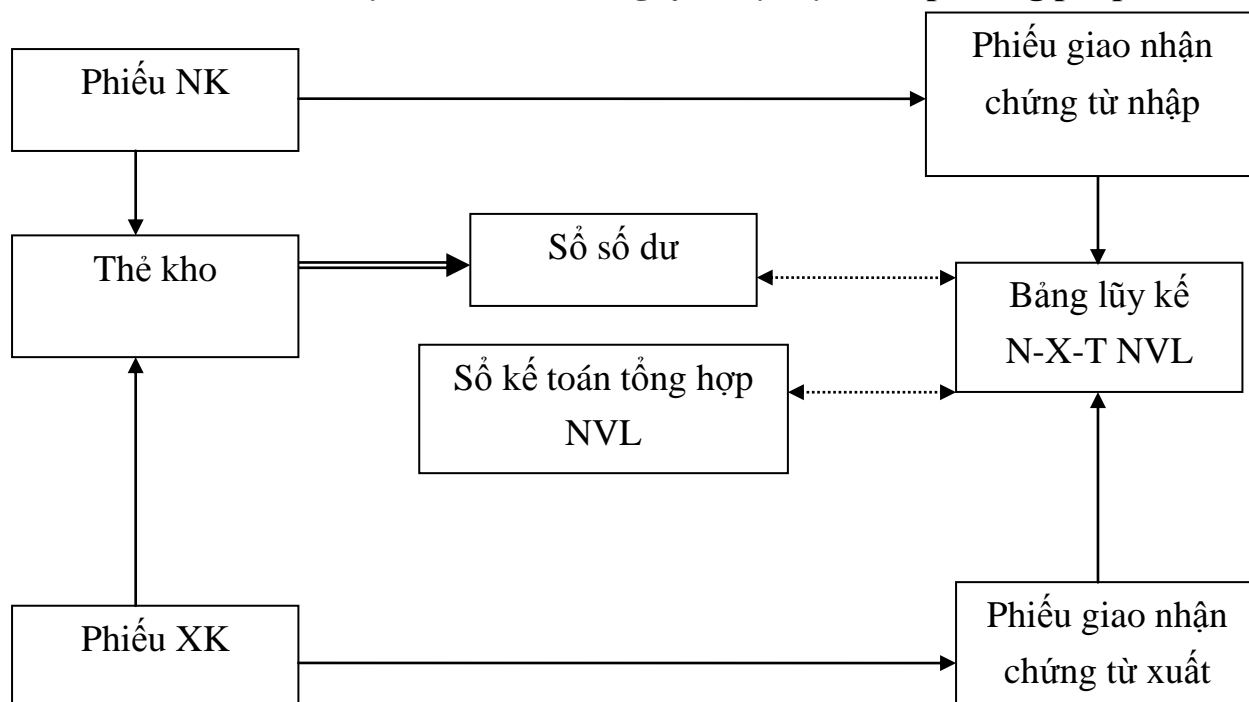 Phiếu NK
Phiếu giao nhận
chứng từ nhập
Thẻ kho
Sổ số dư
Bảng lũy kế
N-X-T NVL
Sổ kế toán tổng hợp
NVL
Phiếu XK
Phiếu giao nhận
chứng từ xuất